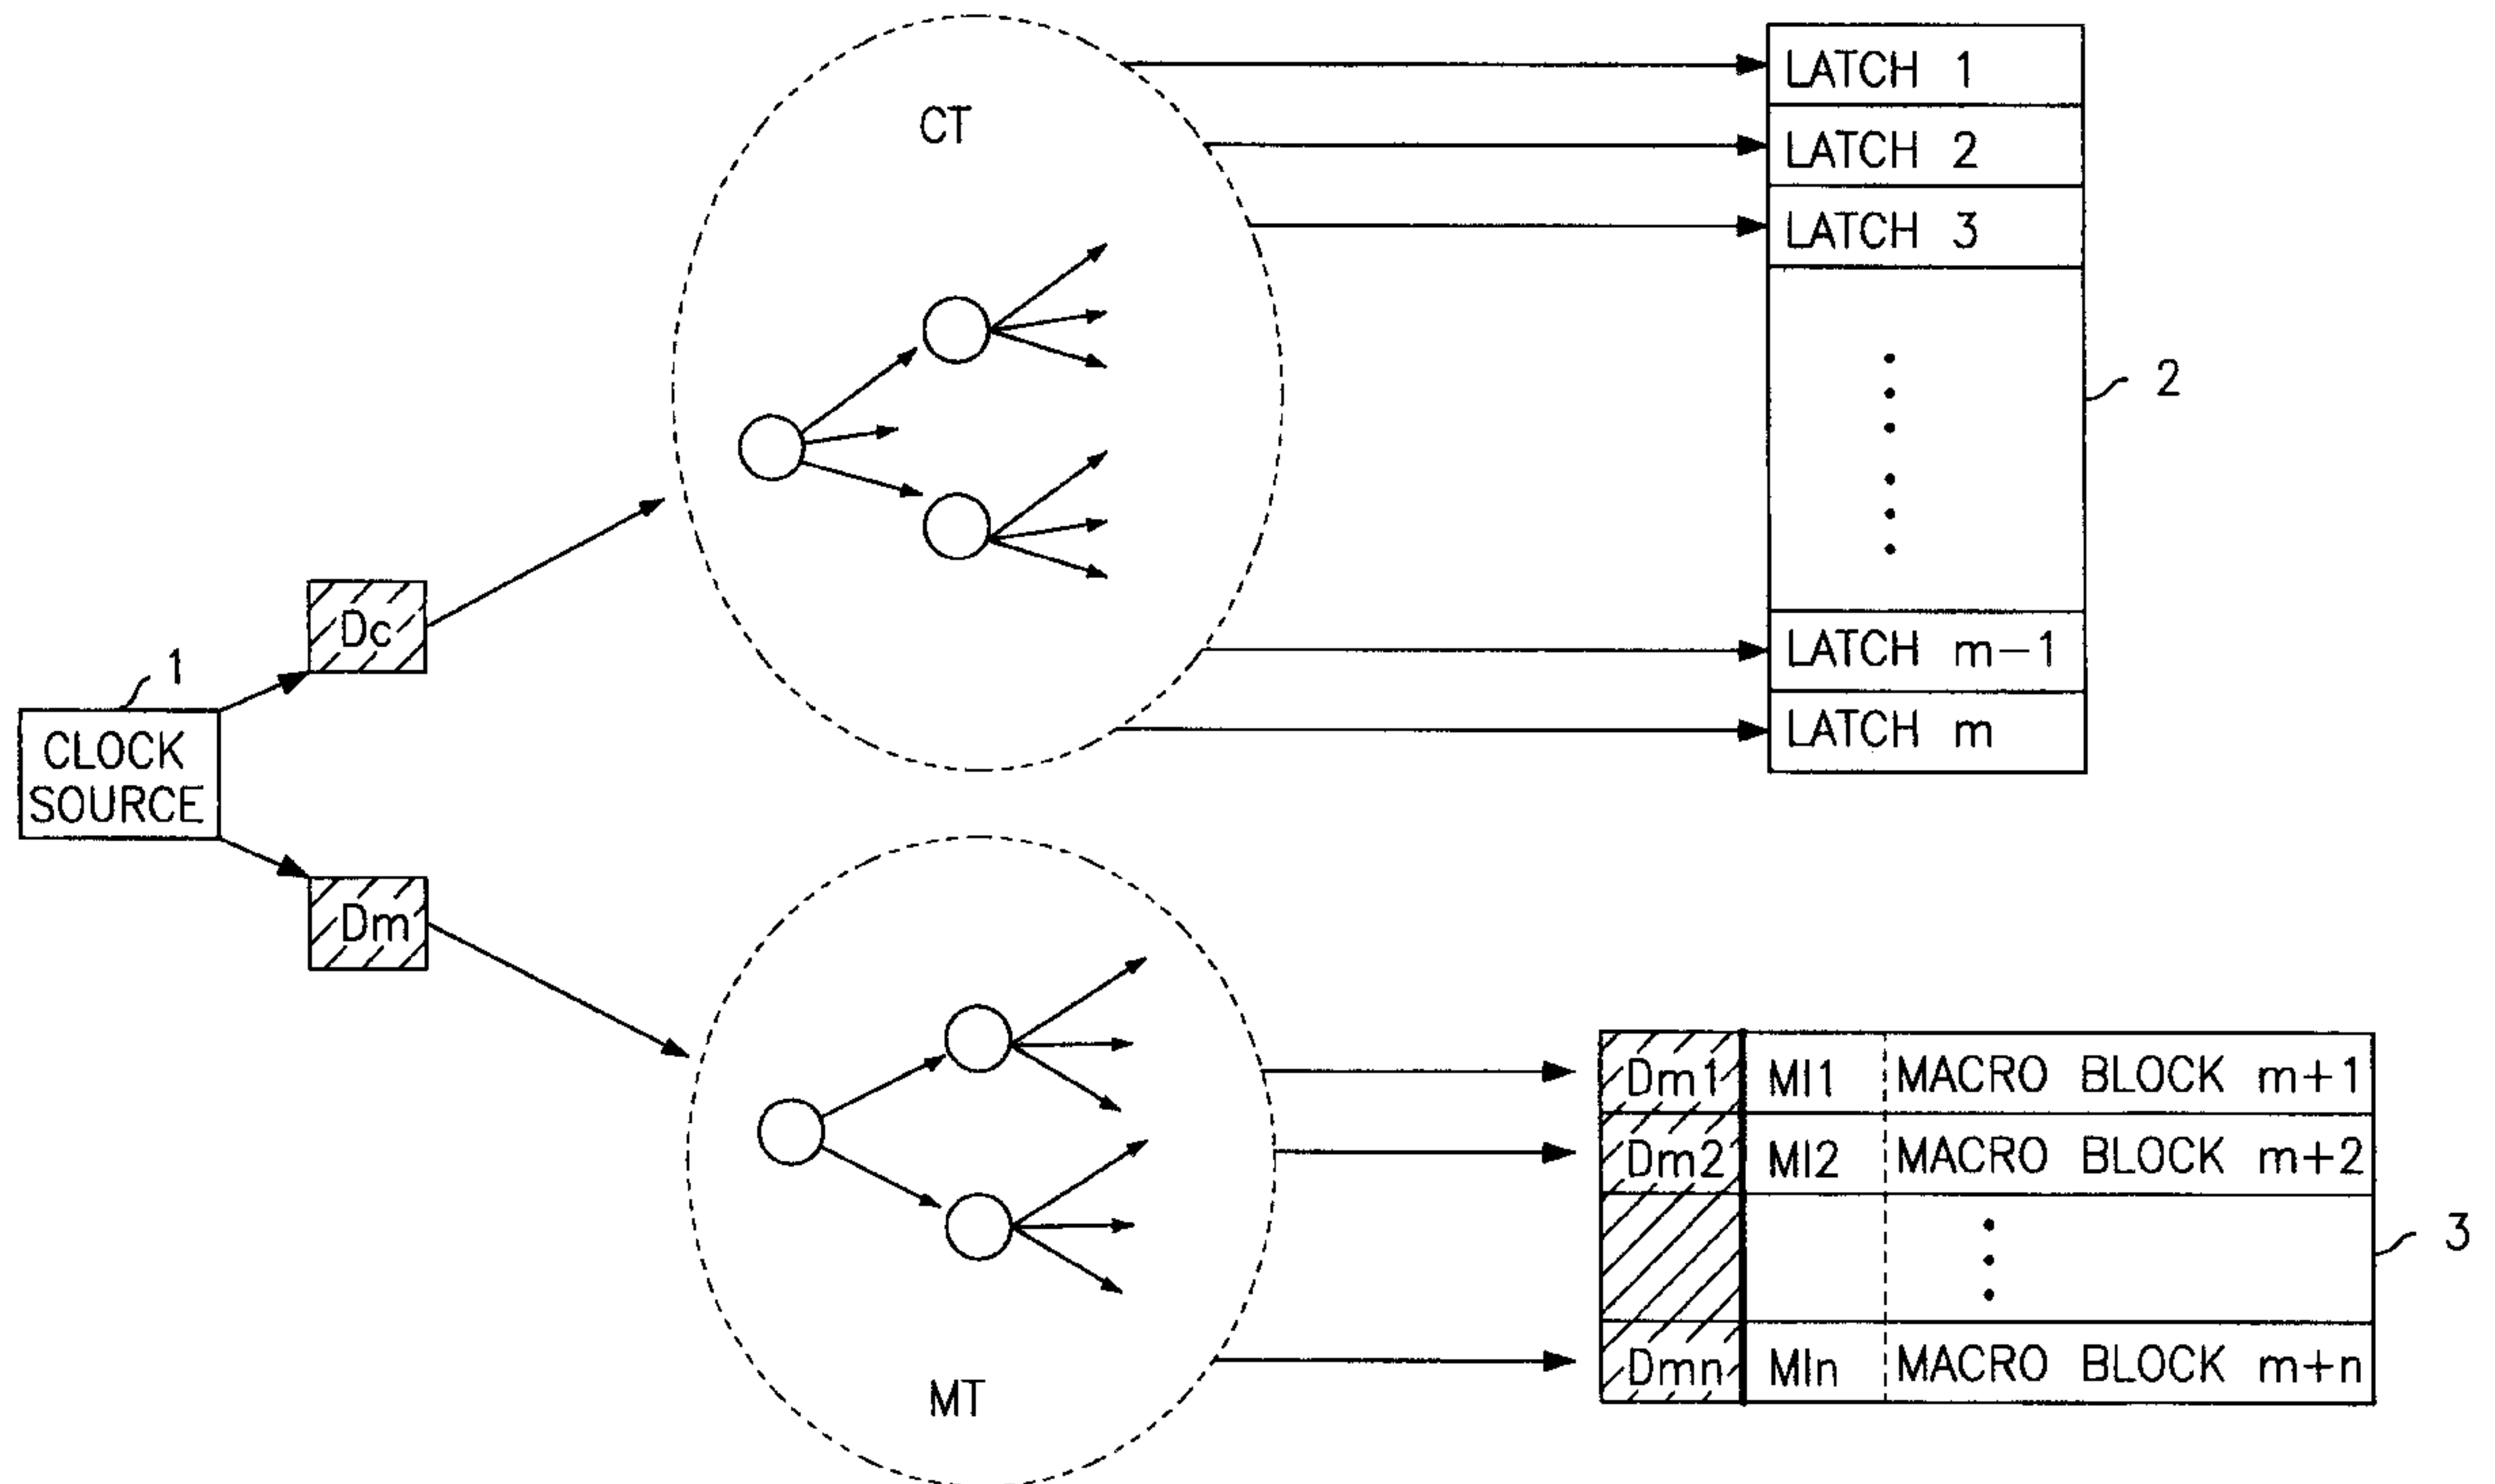 CT
LATCH 1
LATCH 2
LATCH 3
2
LATCH m-1
LATCH m
Dc
1
CLOCK
SOURCE
Dm
Dm1 MI1 MACRO BLOCK m+1
Dm2 MI2 MACRO BLOCK m+2
3
Dmn MIn MACRO BLOCK m+n
MT